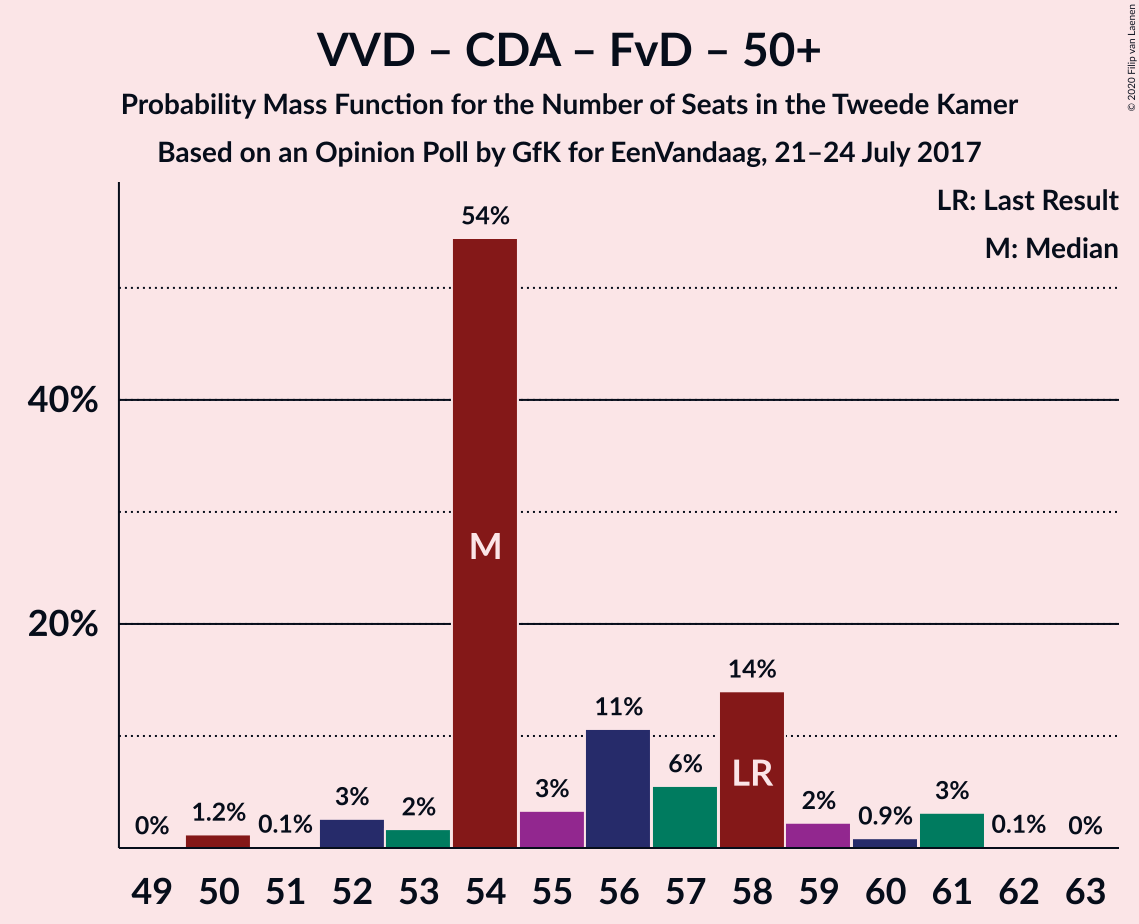 VVD – CDA – FvD – 50+
Probability Mass Function for the Number of Seats in the Tweede Kamer
Based on an Opinion Poll by GfK for EenVandaag, 21–24 July 2017
© 2020 Filip van Laenen
LR: Last Result
M: Median
40%
20%
0%
1.2%
0.1%
3%
2%
54%
M
3%
11%
6%
14%
LR
2%
0.9%
3%
0.1%
0%
49 50 51 52 53 54 55 56 57 58 59 60 61 62 63